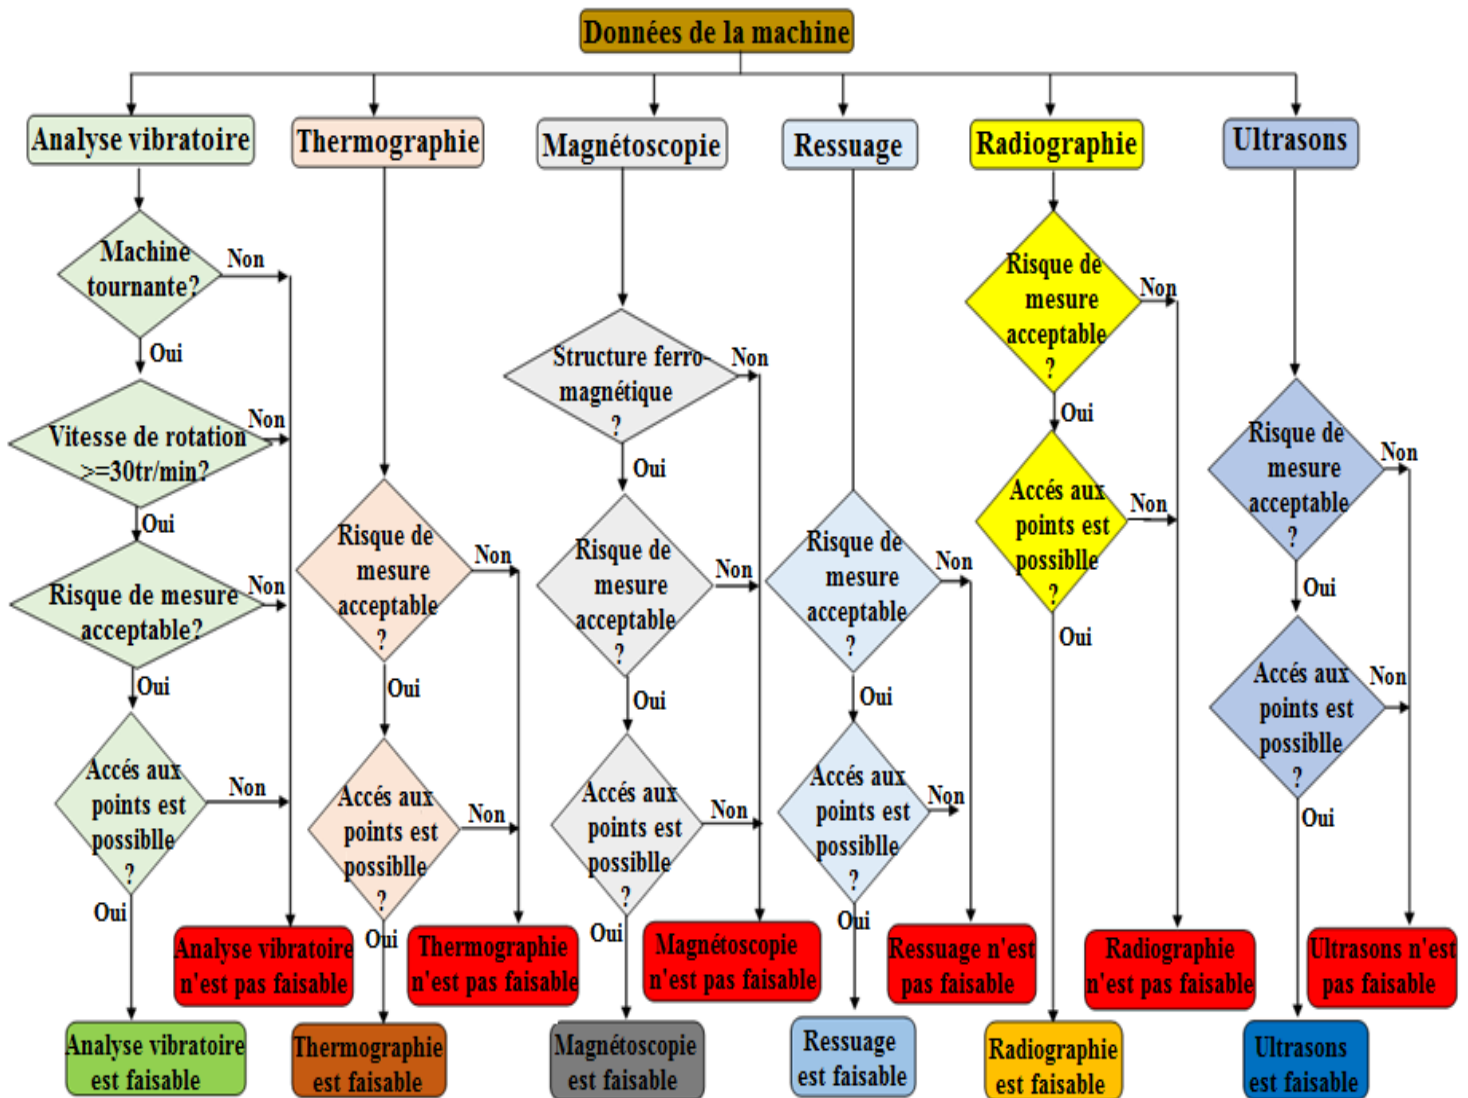 Données de la machine
Analyse vibratoire
Thermographie
Magnétoscopie
Ressuage
Radiographie
Ultrasons
Machine
tournante?
Non
Oui
Vitesse de rotation
>=30tr/min?
Non
Oui
Risque de mesure
acceptable?
Non
Oui
Accés aux
points est
possiblle
?
Non
Oui
Analyse vibratoire
n'est pas faisable
Analyse vibratoire
est faisable
Risque de
mesure
acceptable
?
Non
Oui
Accés aux
points est
possiblle
?
Non
Oui
Thermographie
n'est pas faisable
Thermographie
est faisable
Structure ferro-
magnétique
?
Non
Oui
Risque de
mesure
acceptable
?
Non
Oui
Accés aux
points est
possiblle
?
Non
Oui
Magnétoscopie
n'est pas faisable
Magnétoscopie
est faisable
Risque de
mesure
acceptable
?
Non
Oui
Accés aux
points est
possiblle
?
Non
Oui
Ressuage n'est
pas faisable
Ressuage
est faisable
Risque de
mesure
acceptable
?
Non
Oui
Accés aux
points est
possiblle
?
Non
Oui
Radiographie
n'est pas faisable
Radiographie
est faisable
Risque de
mesure
acceptable
?
Non
Oui
Accés aux
points est
possiblle
?
Non
Oui
Ultrasons n'est
pas faisable
Ultrasons
est faisable